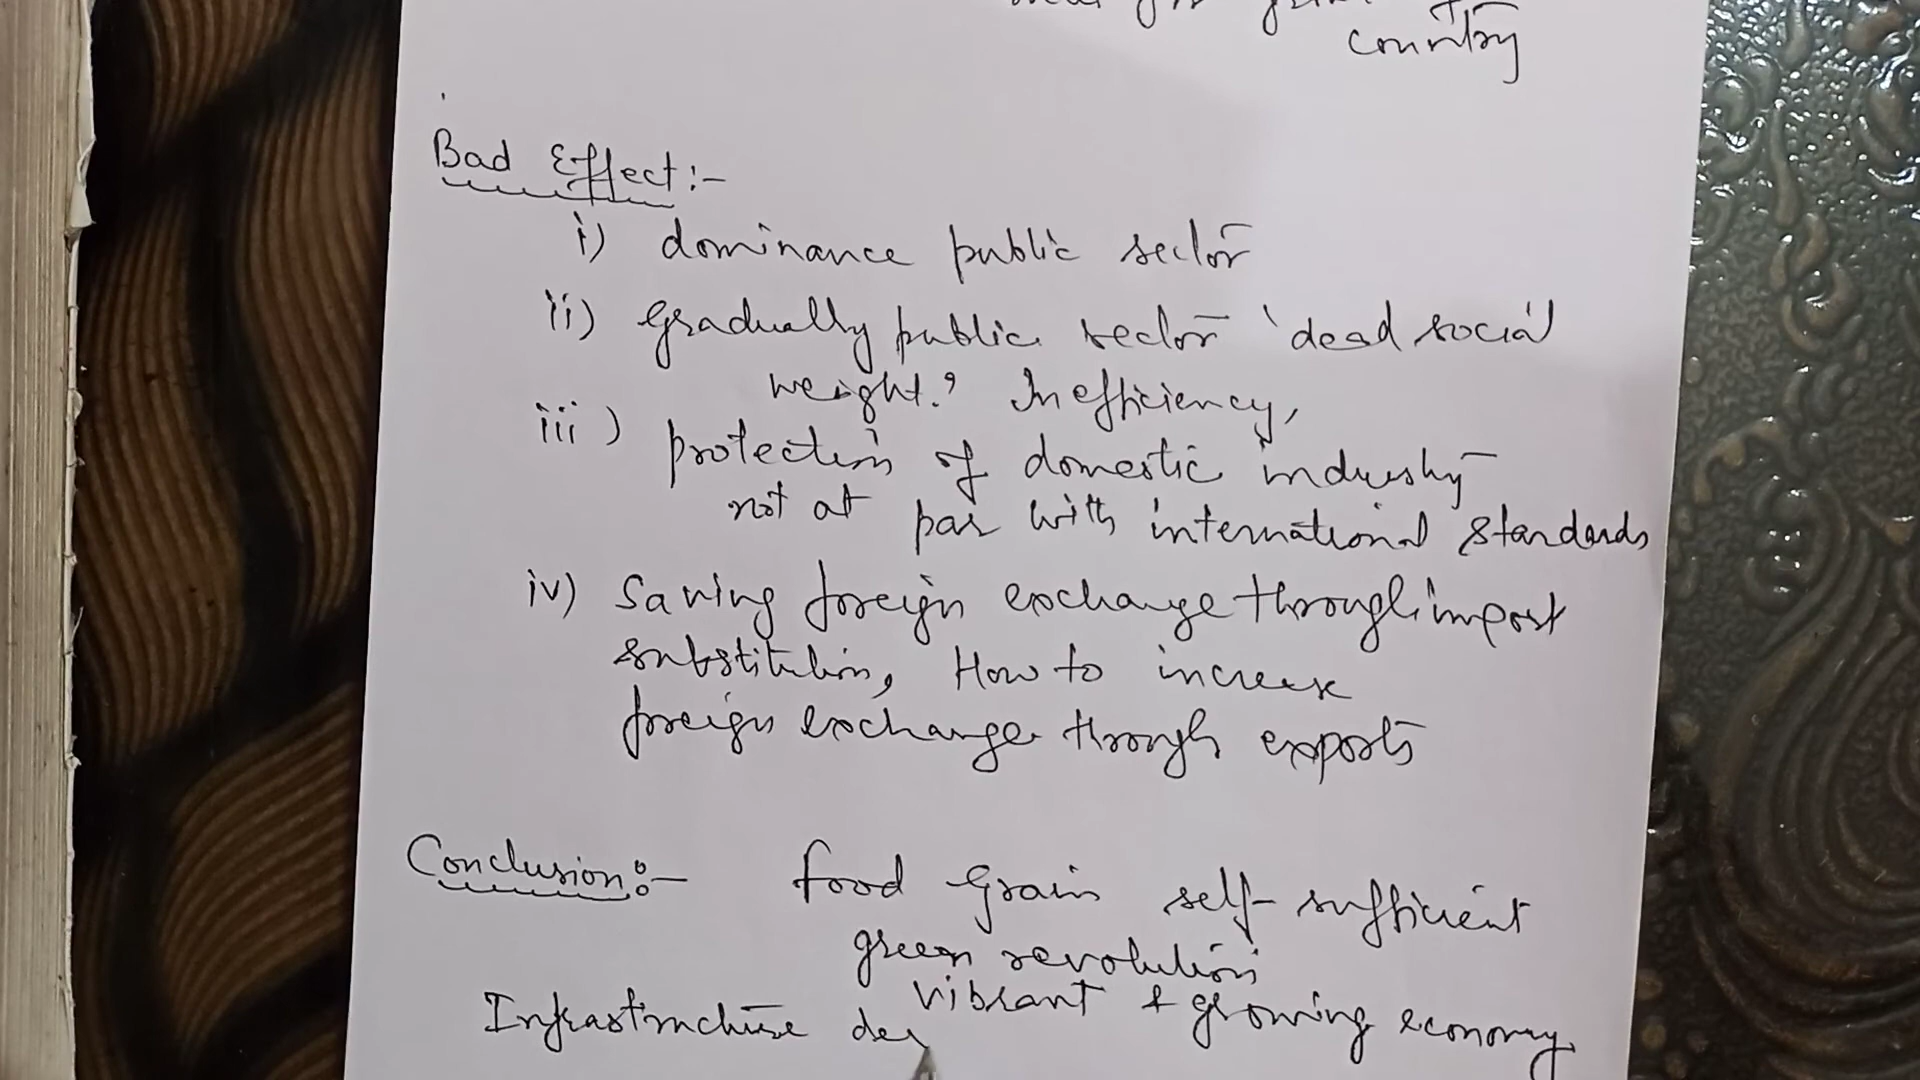 country
Bad Effect:-
i) dominance public sector
ii) Gradually public sector 'dead social
weight.' Inefficiency,
iii) protection of domestic industry
not at par with international standards
iv) Saving foreign exchange through import
substitution, How to increase
foreign exchange through exports
Conclusion:- food grain self-sufficient
green revolution
vibrant & growing economy
Infrastructure dev